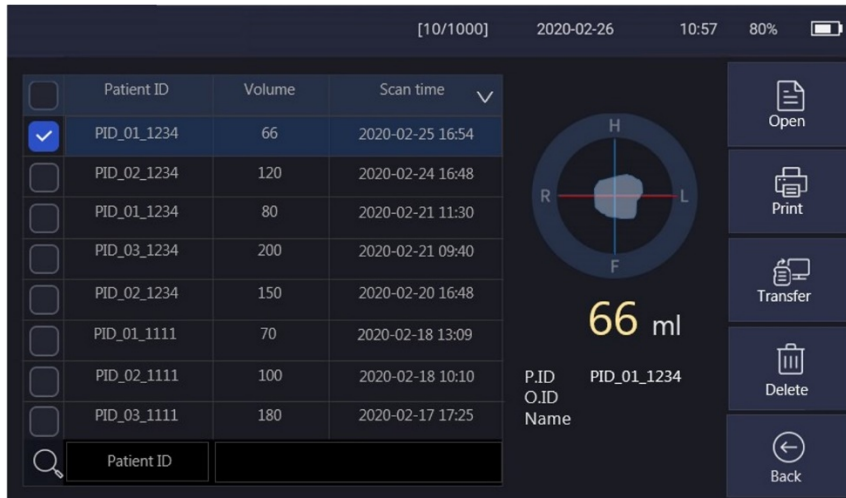 [10/1000] 2020-02-26 10:57 80%
Patient ID Volume Scan time
PID_01_1234 66 2020-02-25 16:54
PID_02_1234 120 2020-02-24 16:48
PID_01_1234 80 2020-02-21 11:30
PID_03_1234 200 2020-02-21 09:40
PID_02_1234 150 2020-02-20 16:48
PID_01_1111 70 2020-02-18 13:09
PID_02_1111 100 2020-02-18 10:10
PID_03_1111 180 2020-02-17 17:25
Patient ID
H
R L
F
66 ml
P.ID PID_01_1234
O.ID
Name
Open
Print
Transfer
Delete
Back